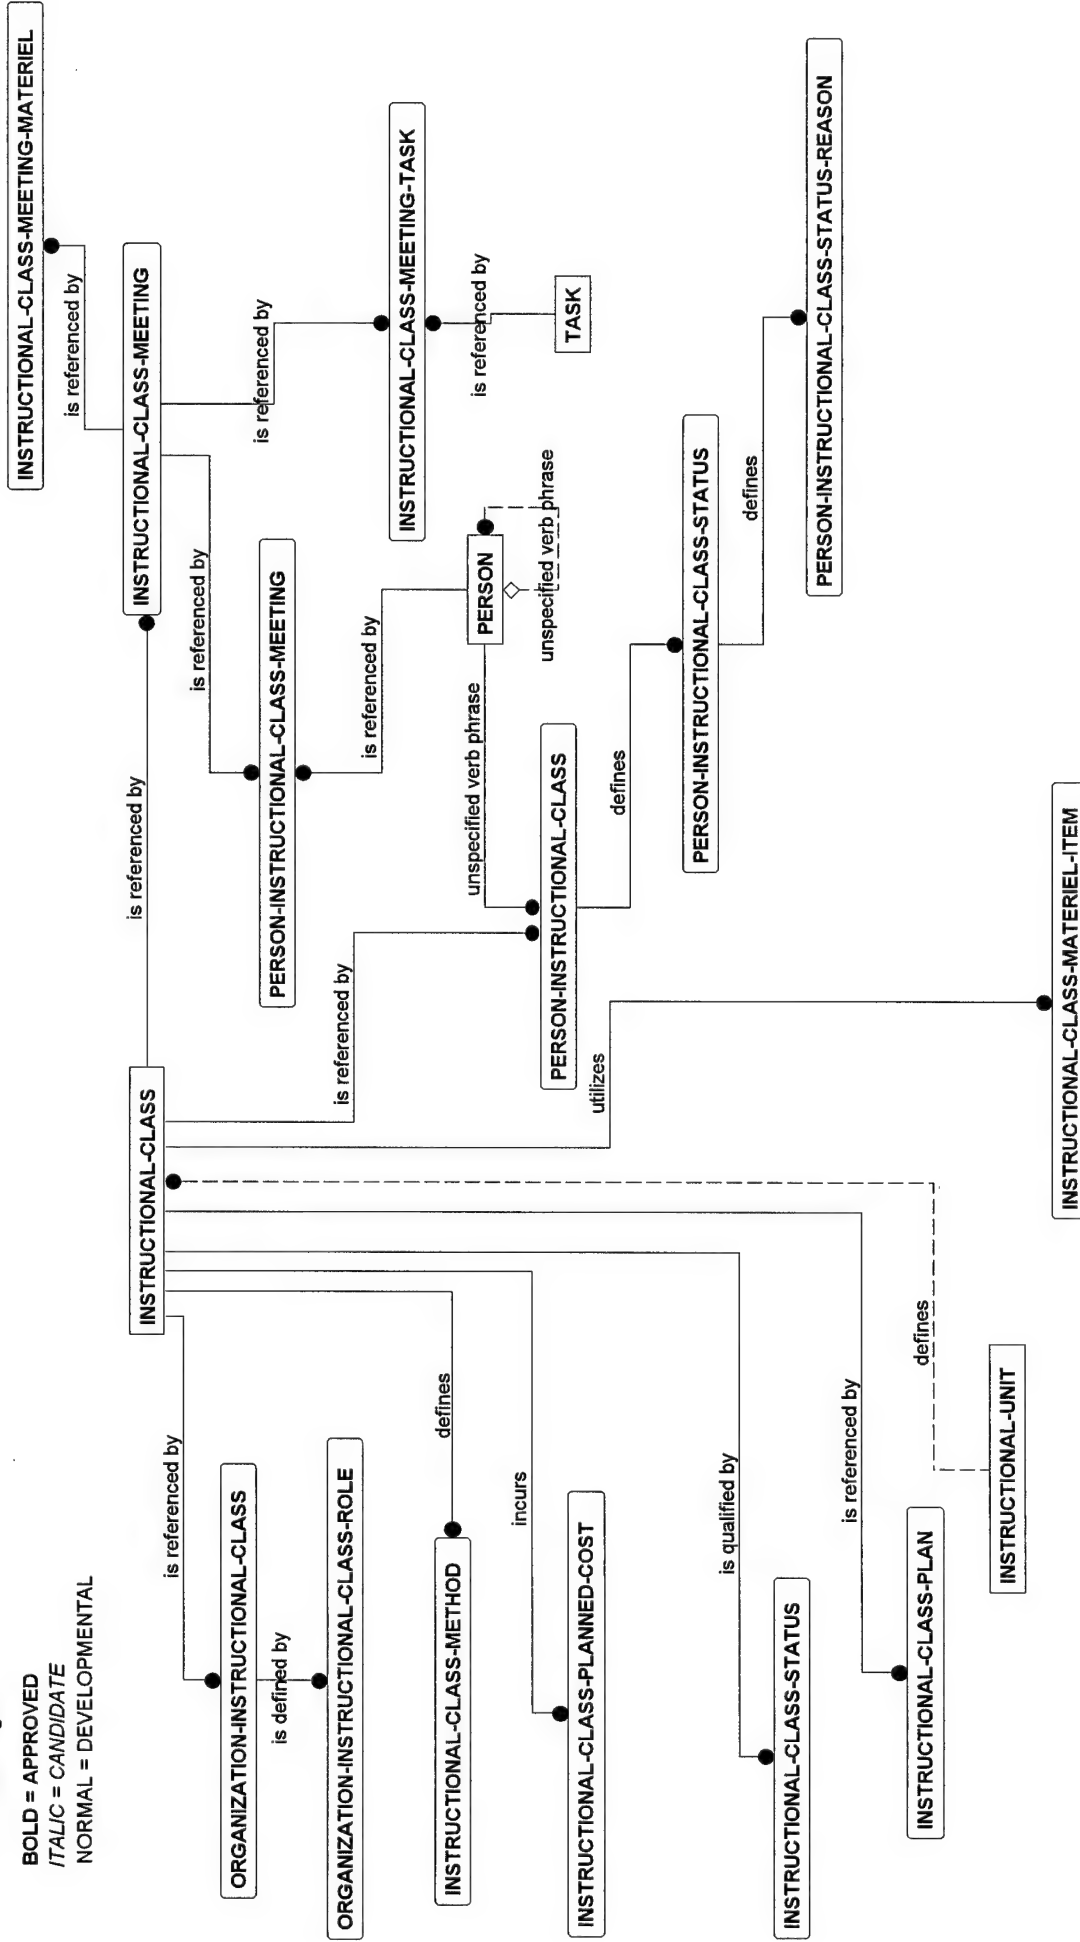 BOLD = APPROVED
ITALIC = CANDIDATE
NORMAL = DEVELOPMENTAL
INSTRUCTIONAL-CLASS-MEETING-MATERIEL
is referenced by
is referenced by
INSTRUCTIONAL-CLASS
INSTRUCTIONAL-CLASS-MEETING
is referenced by
is referenced by
is referenced by
ORGANIZATION-INSTRUCTIONAL-CLASS
PERSON-INSTRUCTIONAL-CLASS-MEETING
is defined by
ORGANIZATION-INSTRUCTIONAL-CLASS-ROLE
is referenced by
is referenced by
INSTRUCTIONAL-CLASS-MEETING-TASK
defines
INSTRUCTIONAL-CLASS-METHOD
unspecified verb phrase
PERSON
is referenced by
incurs
unspecified verb phrase
PERSON-INSTRUCTIONAL-CLASS
TASK
INSTRUCTIONAL-CLASS-PLANNED-COST
utilizes
defines
PERSON-INSTRUCTIONAL-CLASS-STATUS
is qualified by
defines
INSTRUCTIONAL-CLASS-STATUS
PERSON-INSTRUCTIONAL-CLASS-STATUS-REASON
is referenced by
defines
INSTRUCTIONAL-CLASS-PLAN
INSTRUCTIONAL-UNIT
INSTRUCTIONAL-CLASS-MATERIEL-ITEM